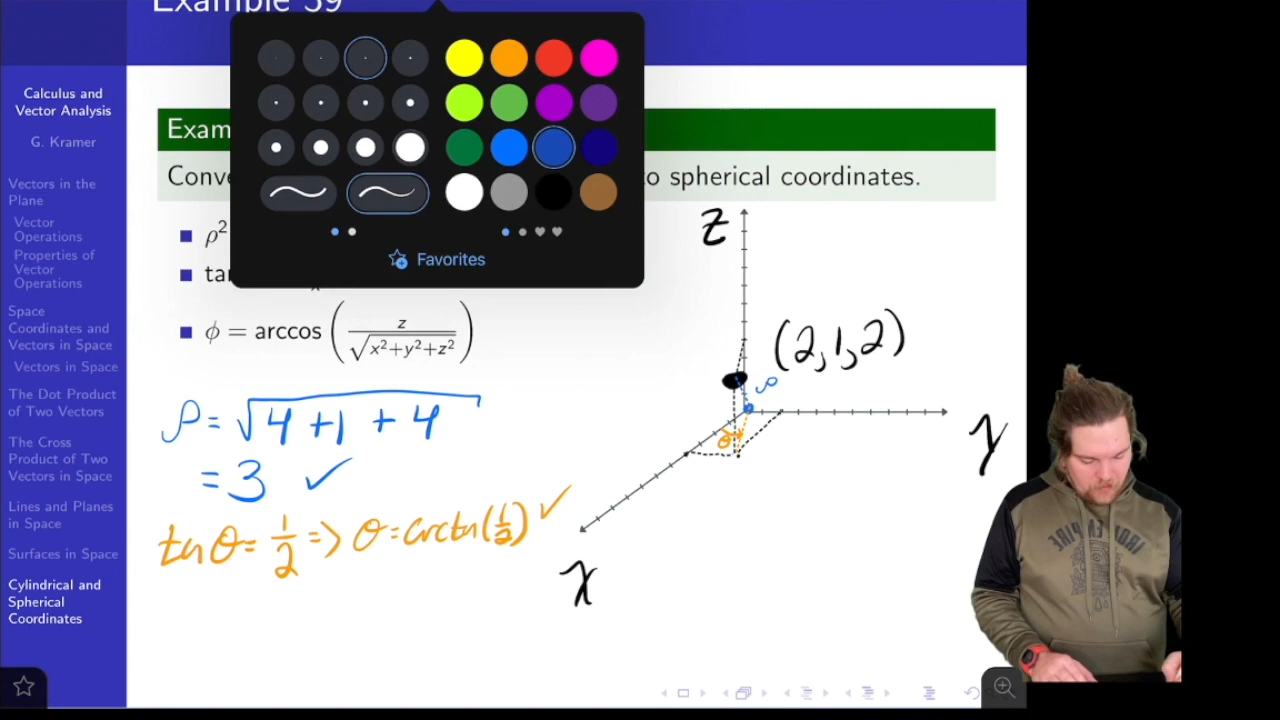 Example 39
Calculus and
Vector Analysis
G. Kramer
Vectors in the
Plane
Vector
Operations
Properties of
Vector
Operations
Space
Coordinates and
Vectors in Space
Vectors in Space
The Dot Product
of Two Vectors
The Cross
Product of Two
Vectors in Space
Lines and Planes
in Space
Surfaces in Space
Cylindrical and
Spherical
Coordinates
Exam
Conve
to spherical coordinates.
ρ²
tan
x
ϕ = arccos ( z / √x²+y²+z² )
Favorites
ρ = √4 + 1 + 4
= 3 ✓
tan θ = 1/2 => θ = arctan(1/2) ✓
z
(2,1,2)
ρ
θ
y
x